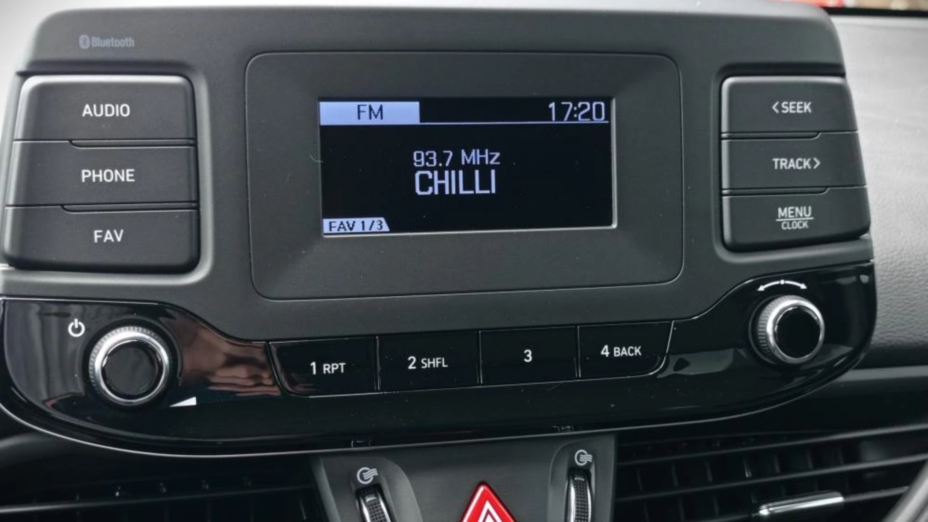 Bluetooth
AUDIO
PHONE
FAV
FM 17:20
93.7 MHz
CHILLI
FAV 1/3
<SEEK
TRACK>
MENU
CLOCK
1 RPT
2 SHFL
3
4 BACK